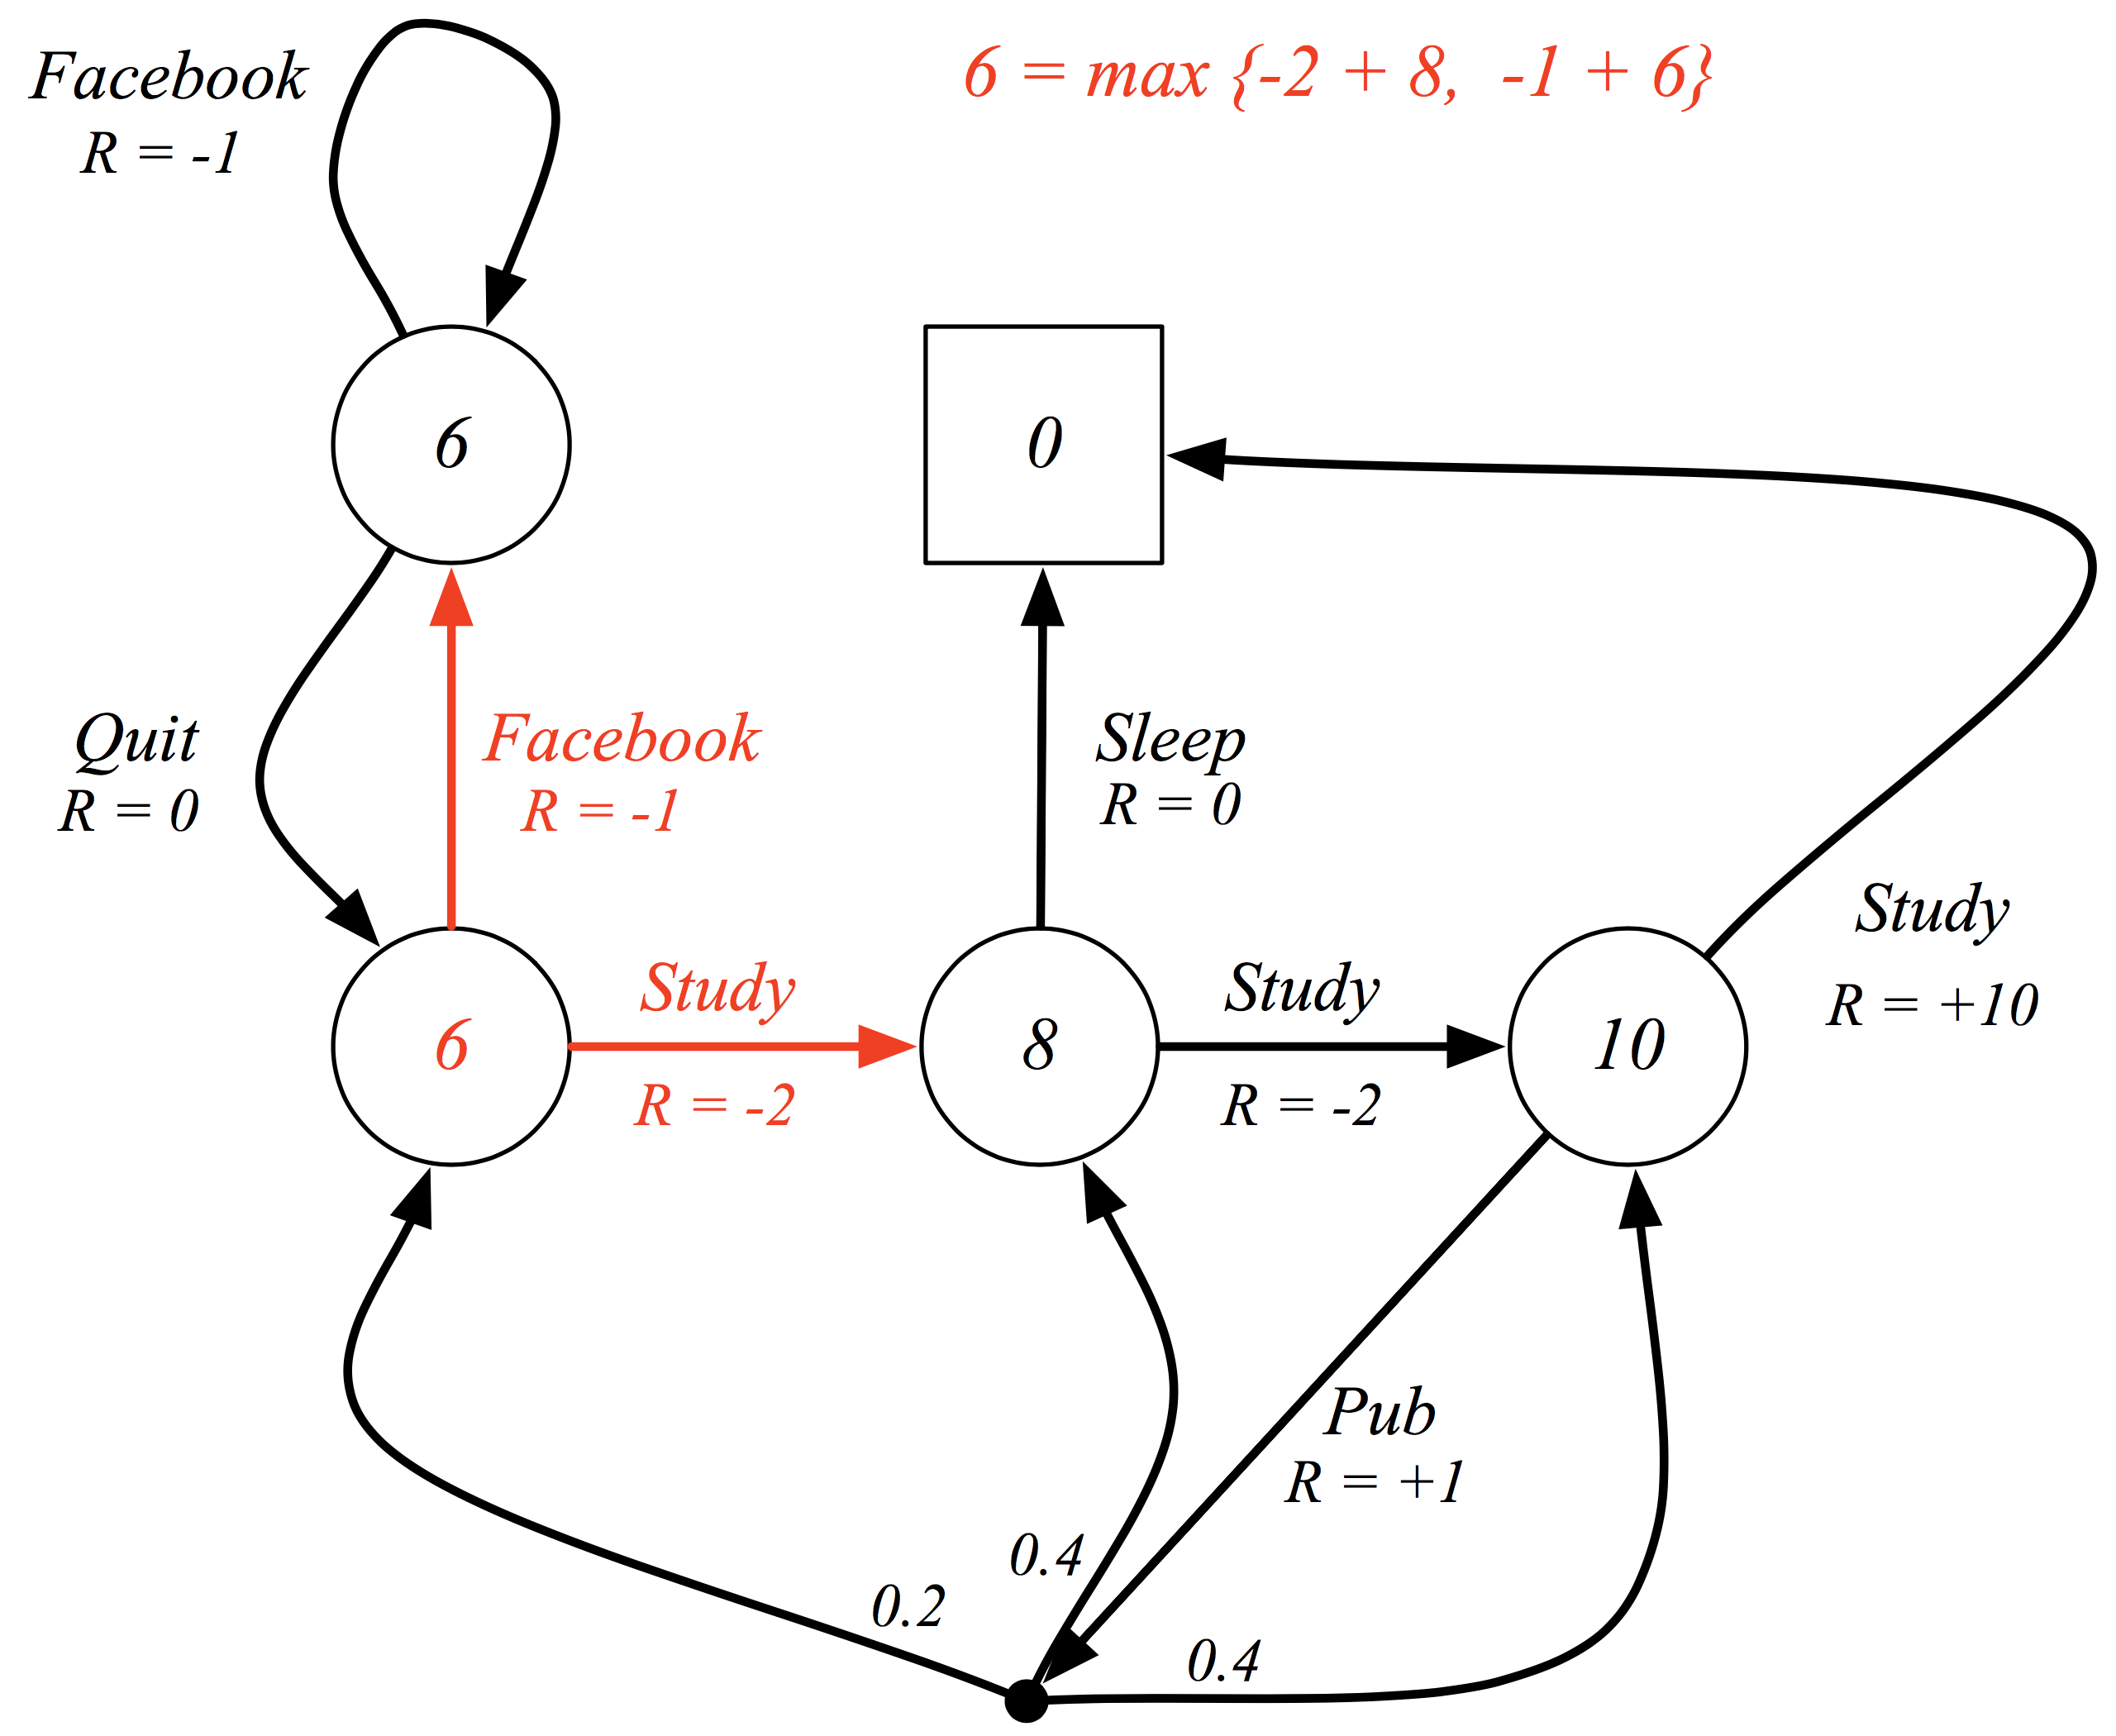 6 = max {-2 + 8, -1 + 6}
Facebook
R = -1
6
0
Quit
R = 0
Facebook
R = -1
Sleep
R = 0
Study
R = +10
6
Study
R = -2
8
Study
R = -2
10
Pub
R = +1
0.4
0.2
0.4